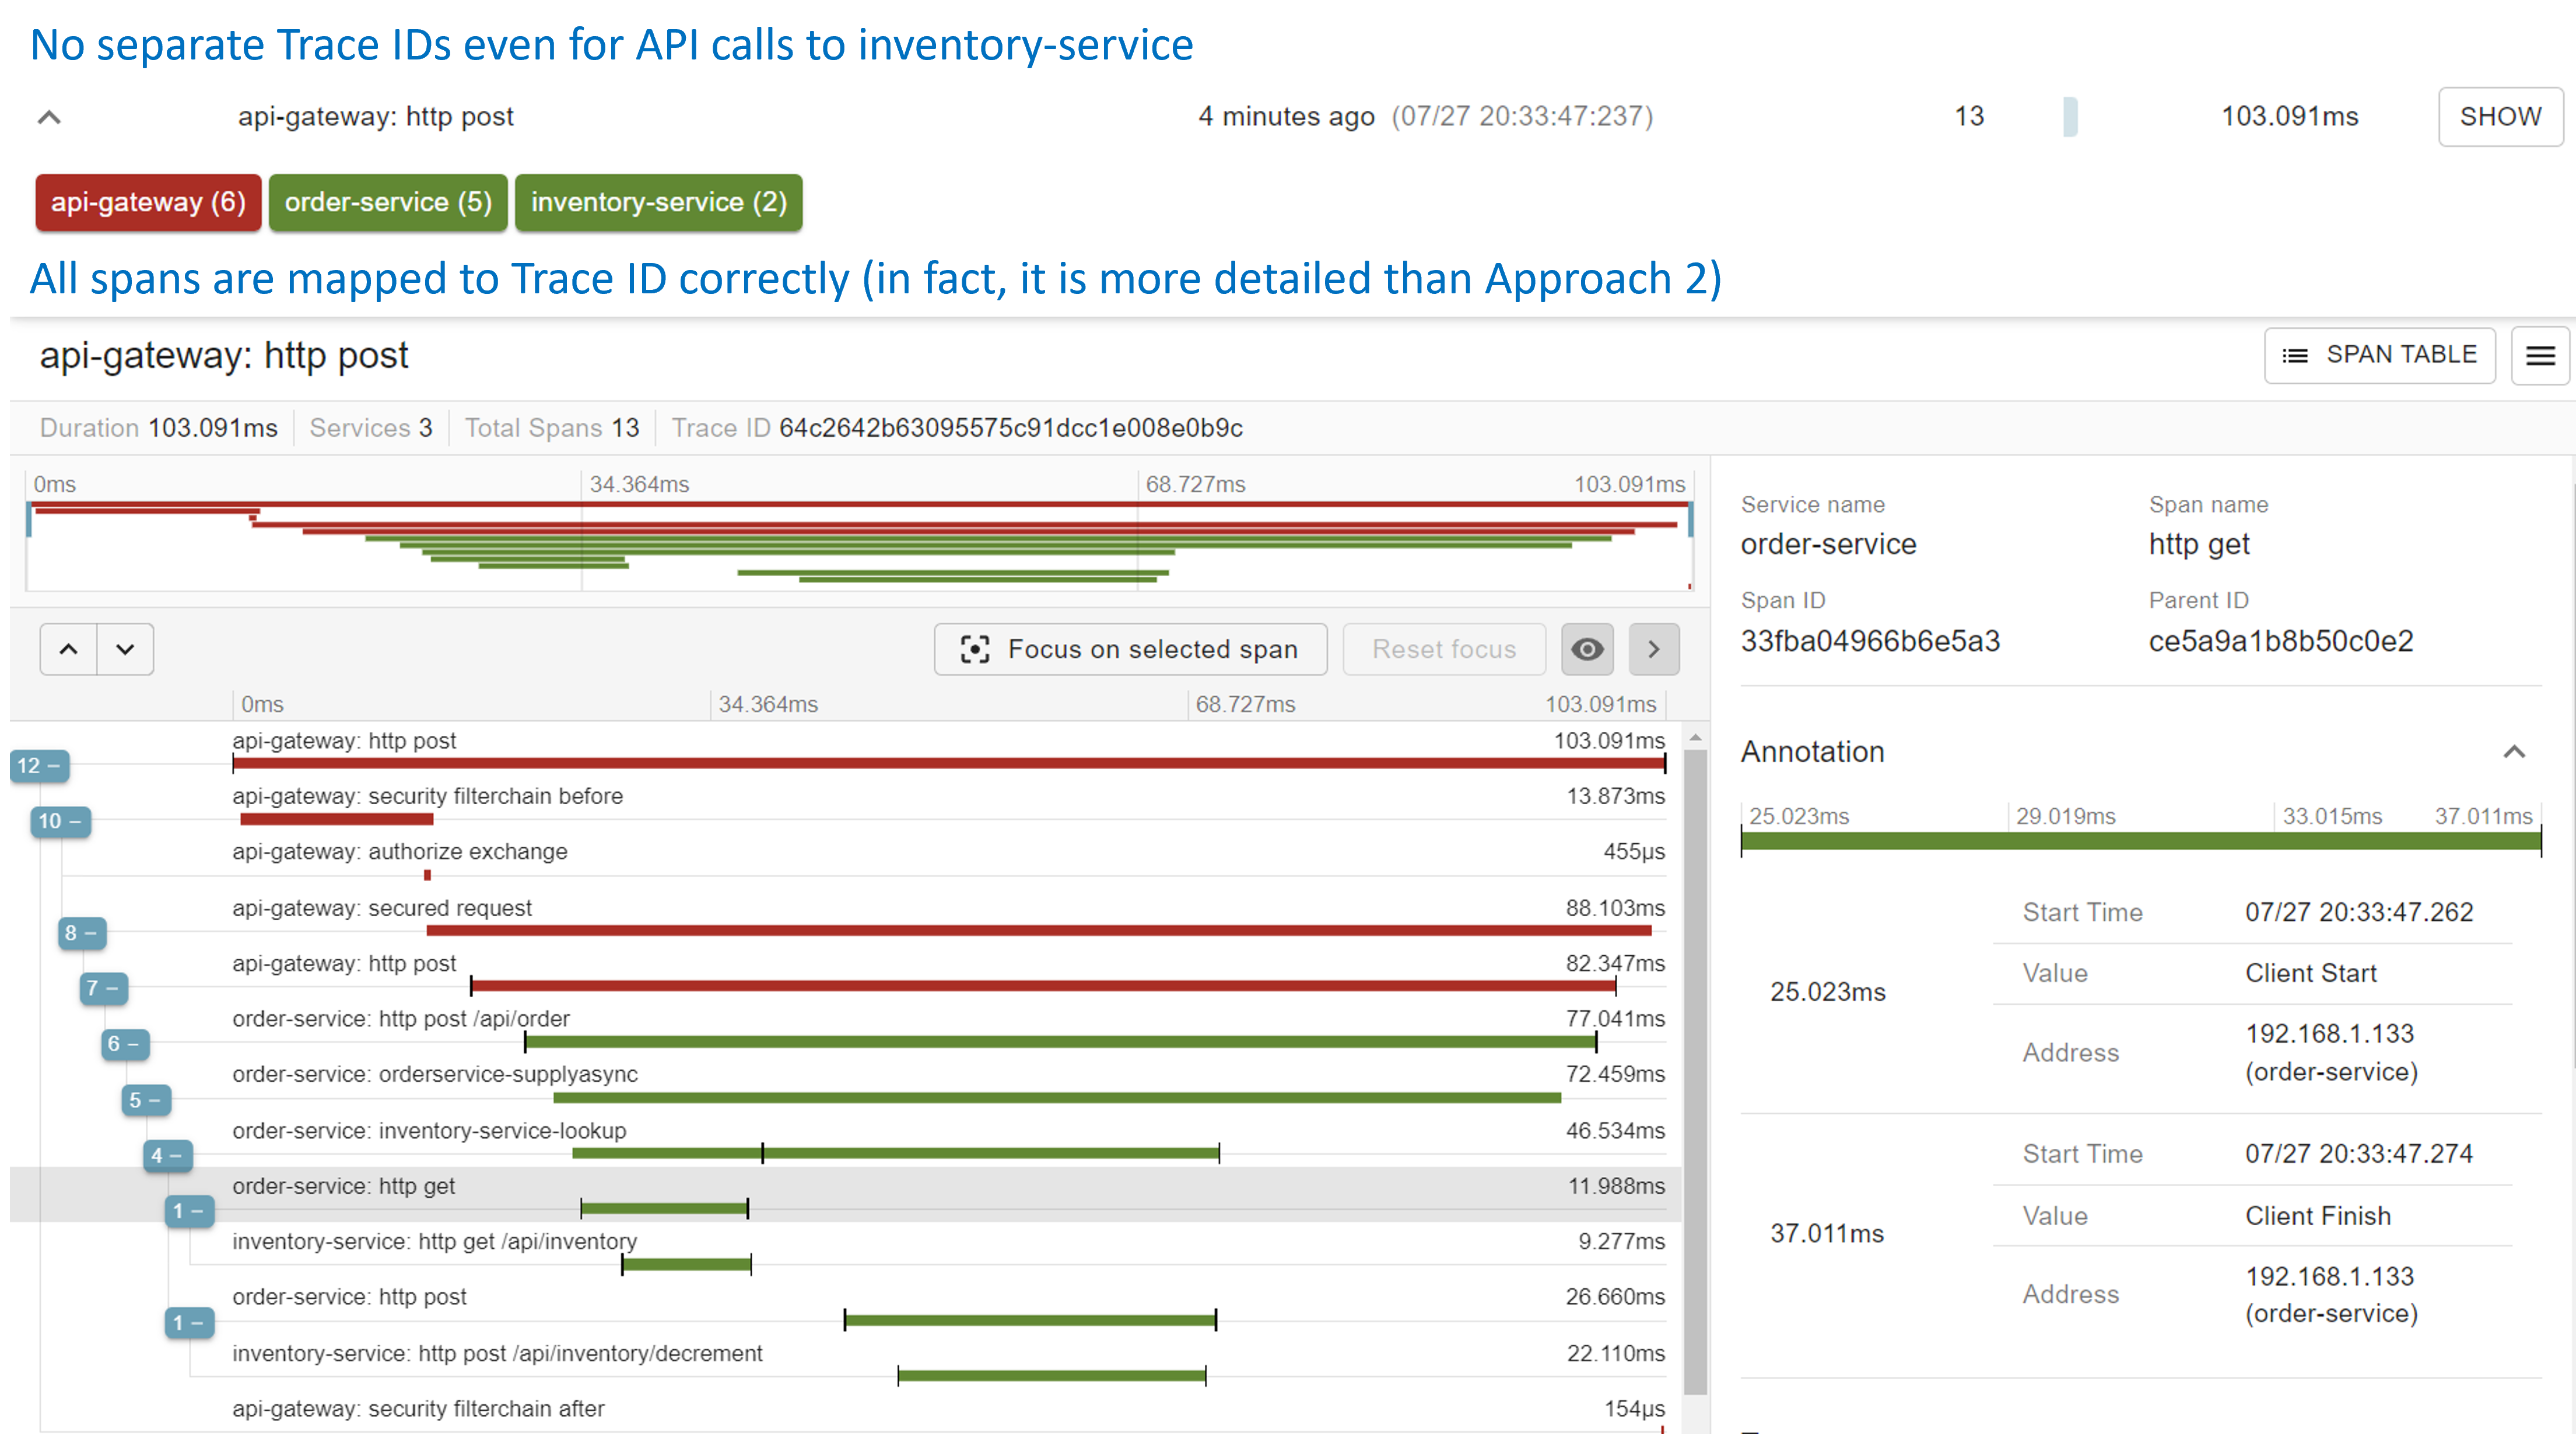 No separate Trace IDs even for API calls to inventory-service
api-gateway: http post
4 minutes ago (07/27 20:33:47:237)
13
103.091ms
SHOW
api-gateway (6)
order-service (5)
inventory-service (2)
All spans are mapped to Trace ID correctly (in fact, it is more detailed than Approach 2)
api-gateway: http post
SPAN TABLE
Duration 103.091ms
Services 3
Total Spans 13
Trace ID 64c2642b63095575c91dcc1e008e0b9c
0ms
34.364ms
68.727ms
103.091ms
Focus on selected span
Reset focus
0ms
34.364ms
68.727ms
103.091ms
api-gateway: http post
103.091ms
12 –
api-gateway: security filterchain before
13.873ms
10 –
api-gateway: authorize exchange
455µs
api-gateway: secured request
88.103ms
8 –
api-gateway: http post
82.347ms
7 –
order-service: http post /api/order
77.041ms
6 –
order-service: orderservice-supplyasync
72.459ms
5 –
order-service: inventory-service-lookup
46.534ms
4 –
order-service: http get
11.988ms
1 –
inventory-service: http get /api/inventory
9.277ms
order-service: http post
26.660ms
1 –
inventory-service: http post /api/inventory/decrement
22.110ms
api-gateway: security filterchain after
154µs
Service name
order-service
Span name
http get
Span ID
33fba04966b6e5a3
Parent ID
ce5a9a1b8b50c0e2
Annotation
25.023ms
29.019ms
33.015ms
37.011ms
25.023ms
Start Time
07/27 20:33:47.262
Value
Client Start
Address
192.168.1.133
(order-service)
37.011ms
Start Time
07/27 20:33:47.274
Value
Client Finish
Address
192.168.1.133
(order-service)